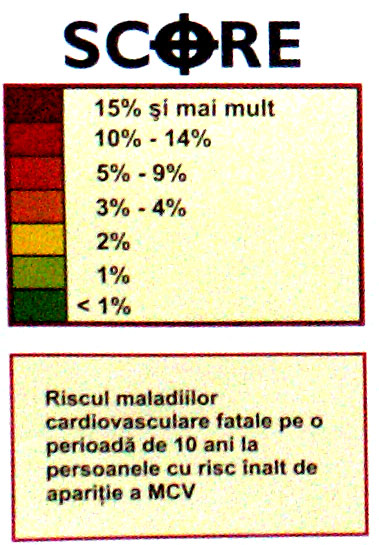 SCORE
15% şi mai mult
10% - 14%
5% - 9%
3% - 4%
2%
1%
< 1%
Riscul maladiilor
cardiovasculare fatale pe o
perioadă de 10 ani la
persoanele cu risc înalt de
apariţie a MCV